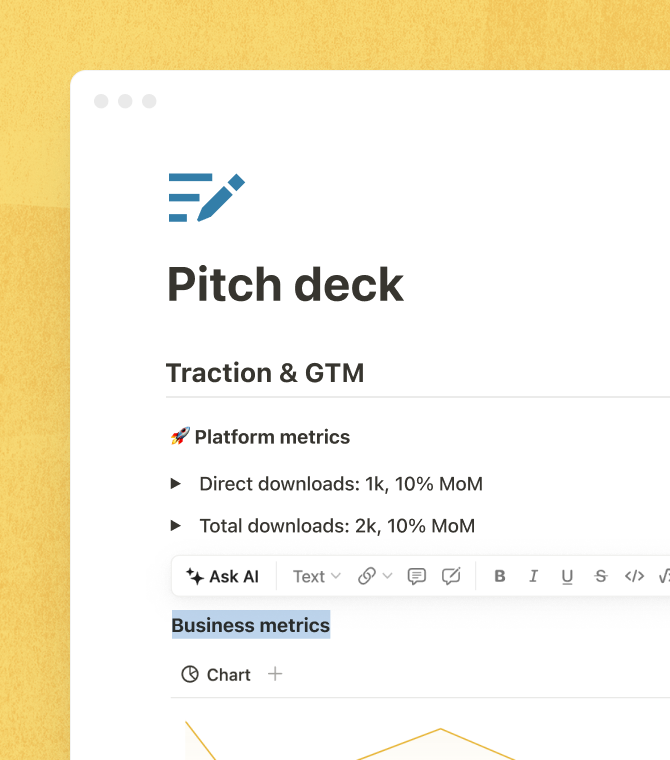 Pitch deck
Traction & GTM
🚀 Platform metrics
Direct downloads: 1k, 10% MoM
Total downloads: 2k, 10% MoM
Ask AI Text B I U S </>
Business metrics
Chart +